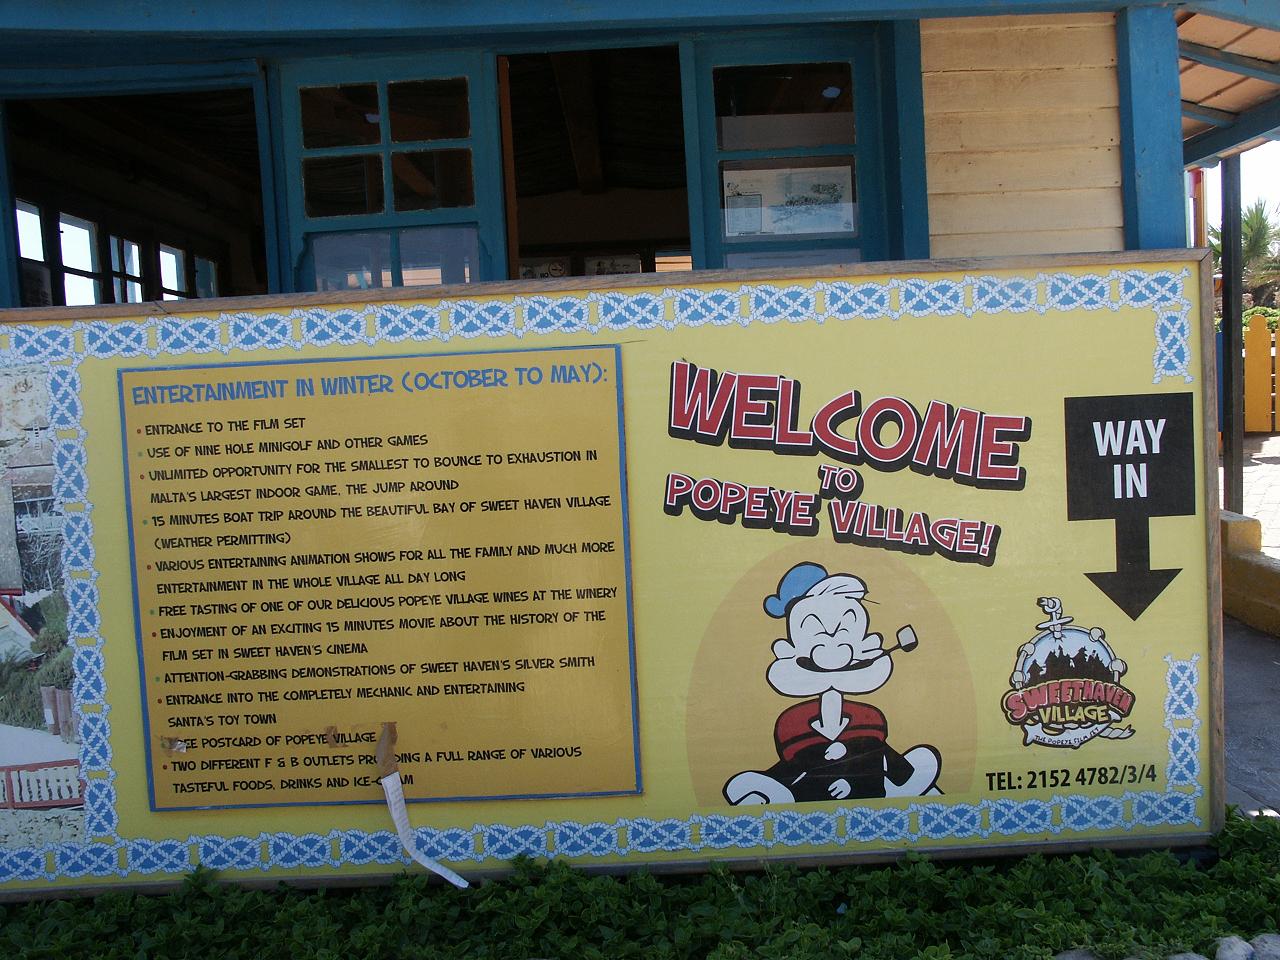 ENTERTAINMENT IN WINTER (OCTOBER TO MAY):
• ENTRANCE TO THE FILM SET
• USE OF NINE HOLE MINIGOLF AND OTHER GAMES
• UNLIMITED OPPORTUNITY FOR THE SMALLEST TO BOUNCE TO EXHAUSTION IN
MALTA'S LARGEST INDOOR GAME, THE JUMP AROUND
• 15 MINUTES BOAT TRIP AROUND THE BEAUTIFUL BAY OF SWEET HAVEN VILLAGE
(WEATHER PERMITTING)
• VARIOUS ENTERTAINING ANIMATION SHOWS FOR ALL THE FAMILY AND MUCH MORE
ENTERTAINMENT IN THE WHOLE VILLAGE ALL DAY LONG
• FREE TASTING OF ONE OF OUR DELICIOUS POPEYE VILLAGE WINES AT THE WINERY
• ENJOYMENT OF AN EXCITING 15 MINUTES MOVIE ABOUT THE HISTORY OF THE
FILM SET IN SWEET HAVEN'S CINEMA
• ATTENTION-GRABBING DEMONSTRATIONS OF SWEET HAVEN'S SILVER SMITH
• ENTRANCE INTO THE COMPLETELY MECHANIC AND ENTERTAINING
SANTA'S TOY TOWN
POSTCARD OF POPEYE VILLAGE
• TWO DIFFERENT F & B OUTLETS PROVIDING A FULL RANGE OF VARIOUS
TASTEFUL FOODS, DRINKS AND
WELCOME
TO
POPEYE VILLAGE!
WAY
IN
SWEETHAVEN
VILLAGE
THE POPEYE FILM SET
TEL: 2152 4782/3/4